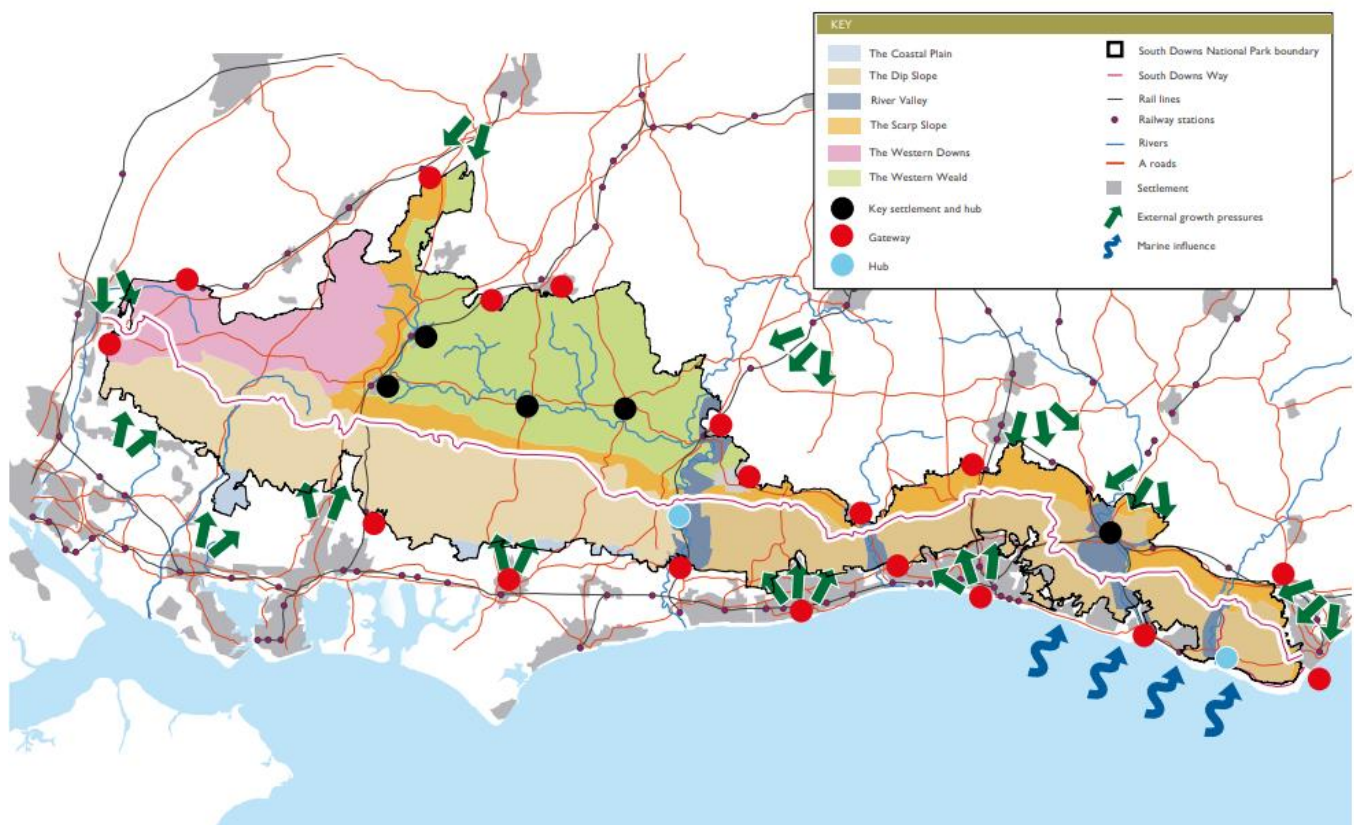 KEY
The Coastal Plain
The Dip Slope
River Valley
The Scarp Slope
The Western Downs
The Western Weald
Key settlement and hub
Gateway
Hub
South Downs National Park boundary
South Downs Way
Rail lines
Railway stations
Rivers
A roads
Settlement
External growth pressures
Marine influence